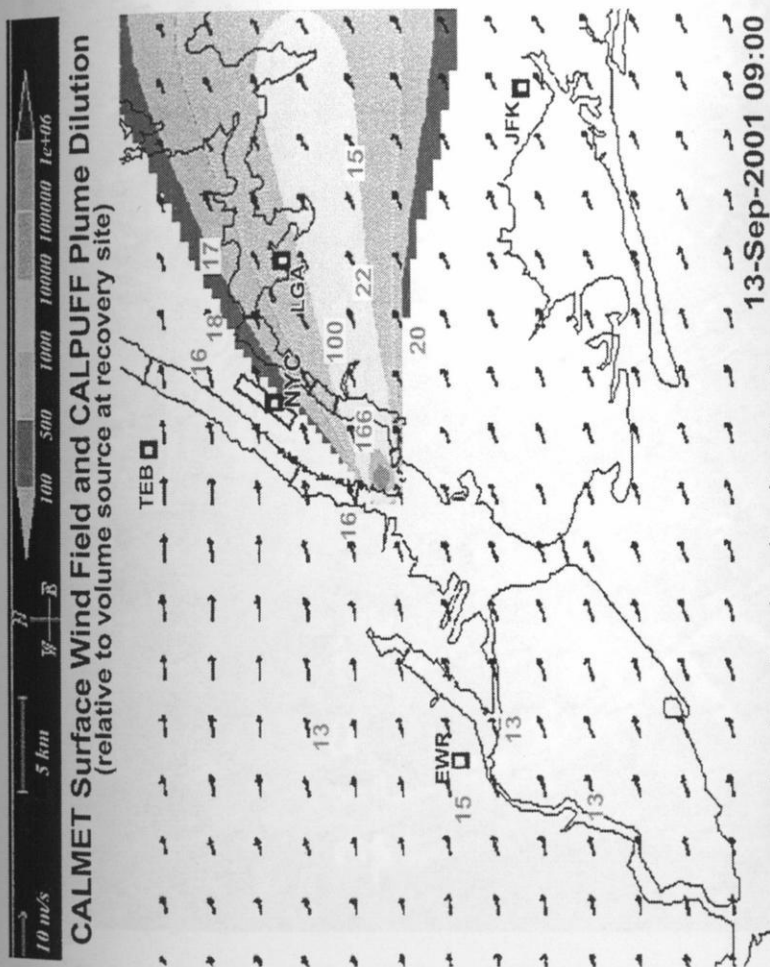 10 m/s 5 km N W E 100 500 1000 10000 100000 1e+06
CALMET Surface Wind Field and CALPUFF Plume Dilution
(relative to volume source at recovery site)
TEB
16
18
17
NYC
LGA
16
166
100
22
15
20
13
15
EWR
13
13
JFK
13-Sep-2001 09:00